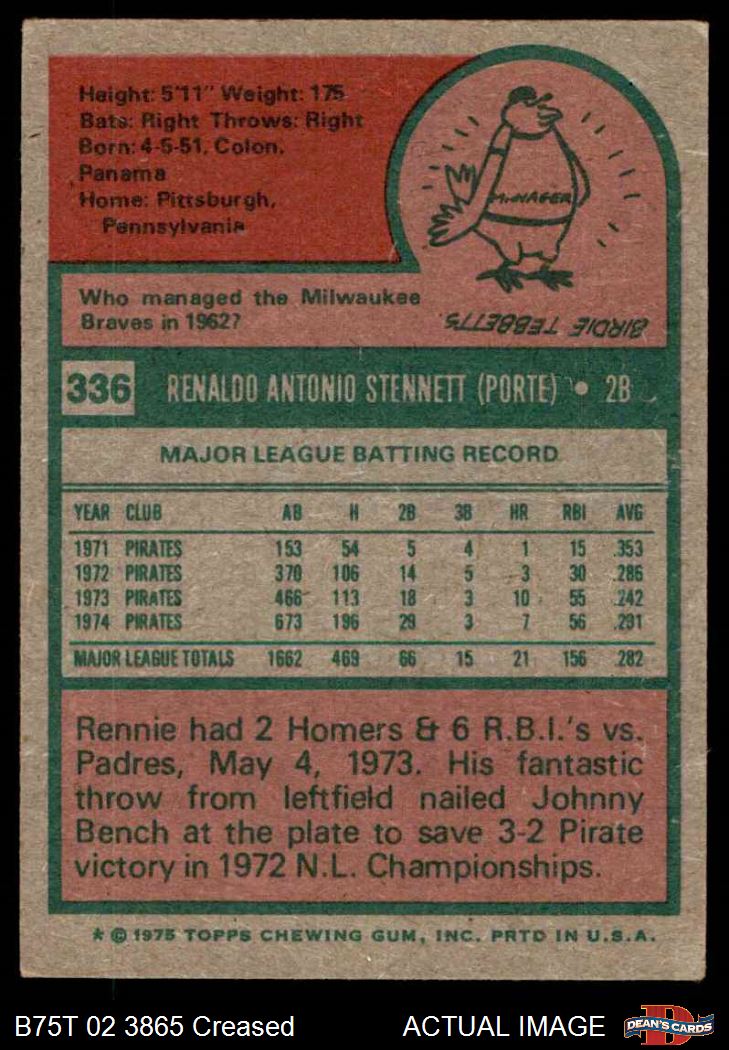 Height: 5'11" Weight: 175
Bats: Right Throws: Right
Born: 4-5-51, Colon,
Panama
Home: Pittsburgh,
Pennsylvania
MANAGER
Who managed the Milwaukee
Braves in 1962?
BIRDIE TEBBETTS.
336 RENALDO ANTONIO STENNETT (PORTE) • 2B
MAJOR LEAGUE BATTING RECORD
YEAR CLUB AB H 2B 3B HR RBI AVG
1971 PIRATES 153 54 5 4 1 15 .353
1972 PIRATES 370 106 14 5 3 30 .286
1973 PIRATES 466 113 18 3 10 55 .242
1974 PIRATES 673 196 29 3 7 56 .291
MAJOR LEAGUE TOTALS 1662 469 66 15 21 156 .282
Rennie had 2 Homers & 6 R.B.I.'s vs.
Padres, May 4, 1973. His fantastic
throw from leftfield nailed Johnny
Bench at the plate to save 3-2 Pirate
victory in 1972 N.L. Championships.
* © 1975 TOPPS CHEWING GUM, INC. PRTD IN U.S.A.
B75T 02 3865 Creased ACTUAL IMAGE
D
DEAN'S CARDS